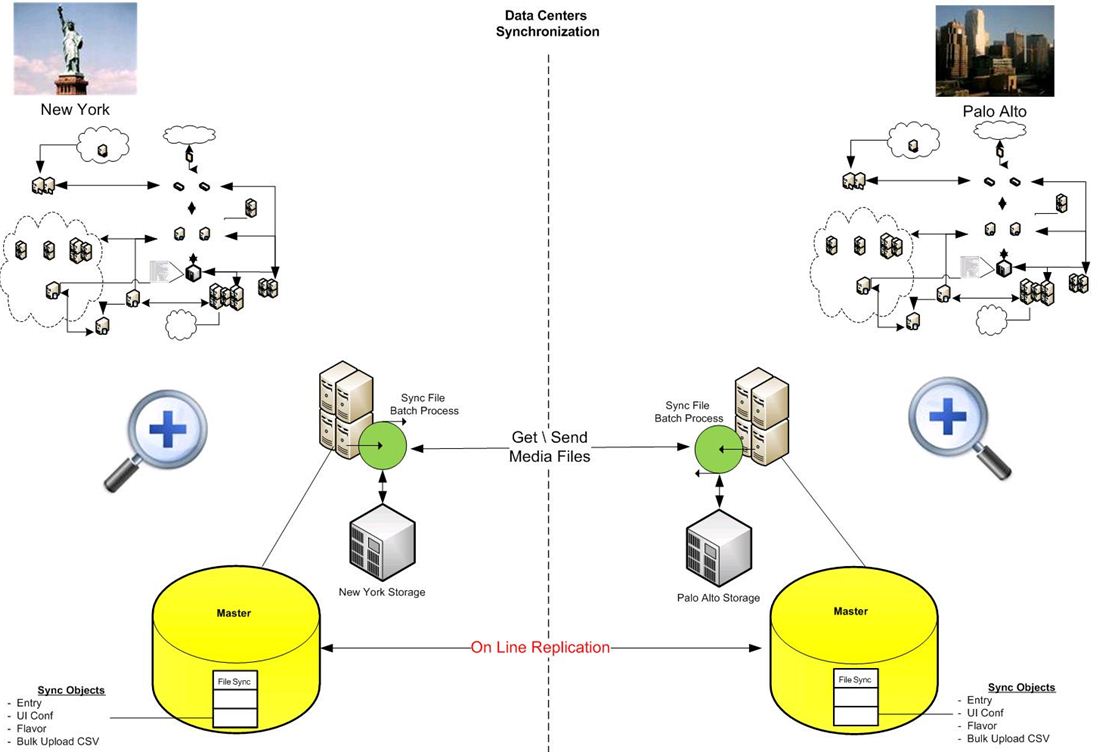 Data Centers
Synchronization
New York
Palo Alto
Sync File
Batch Process
Sync File
Batch Process
Get \ Send
Media Files
New York Storage
Palo Alto Storage
Master
Master
On Line Replication
File Sync
File Sync
Sync Objects
- Entry
- UI Conf
- Flavor
- Bulk Upload CSV
Sync Objects
- Entry
- UI Conf
- Flavor
- Bulk Upload CSV